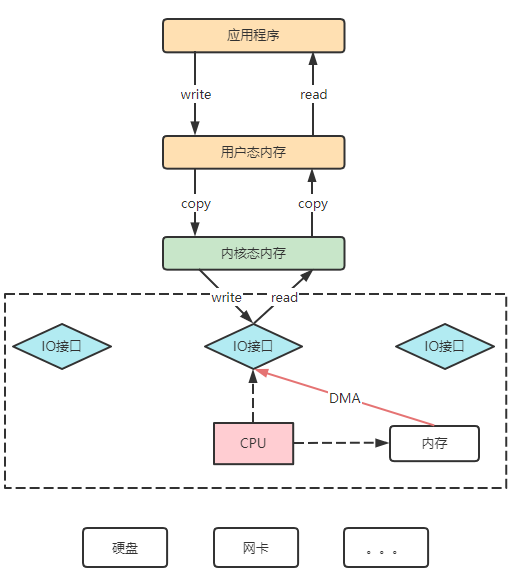 应用程序
write
read
用户态内存
copy
copy
内核态内存
write
read
IO接口
IO接口
IO接口
DMA
CPU
内存
硬盘
网卡
。。。